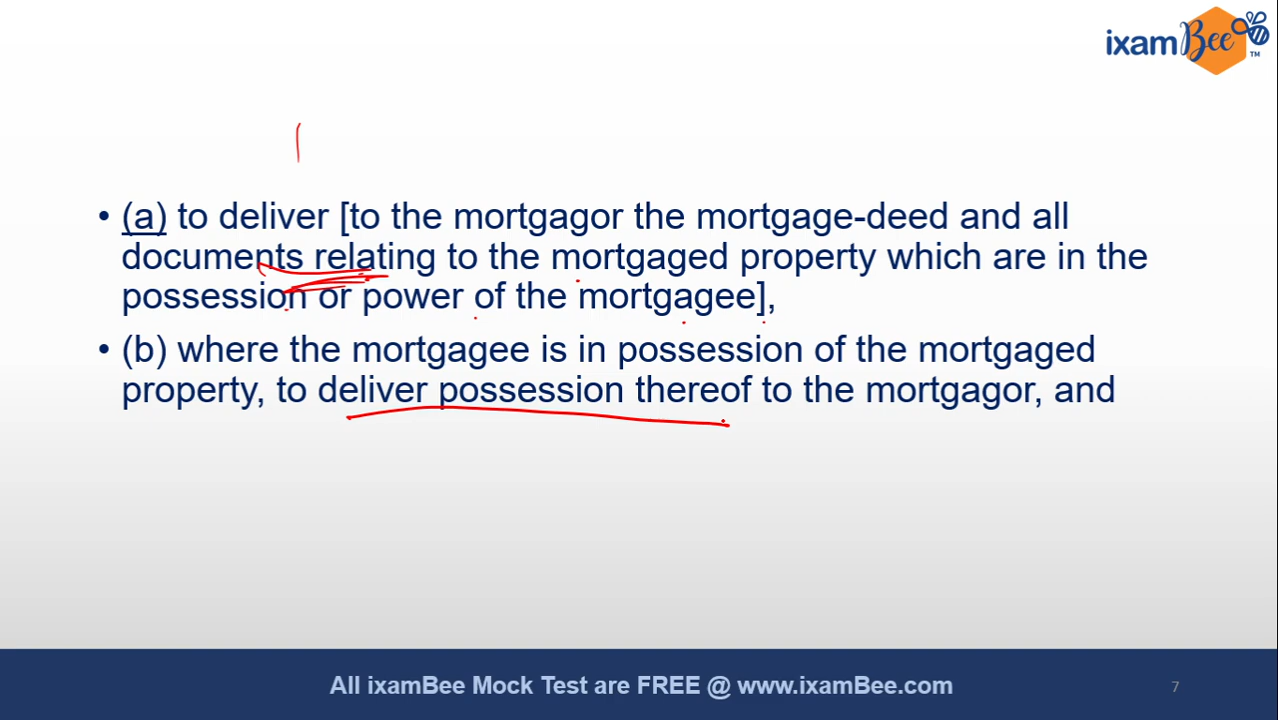 ixamBee
TM
• (a) to deliver [to the mortgagor the mortgage-deed and all
documents relating to the mortgaged property which are in the
possession or power of the mortgagee],
• (b) where the mortgagee is in possession of the mortgaged
property, to deliver possession thereof to the mortgagor, and
All ixamBee Mock Test are FREE @ www.ixamBee.com
7